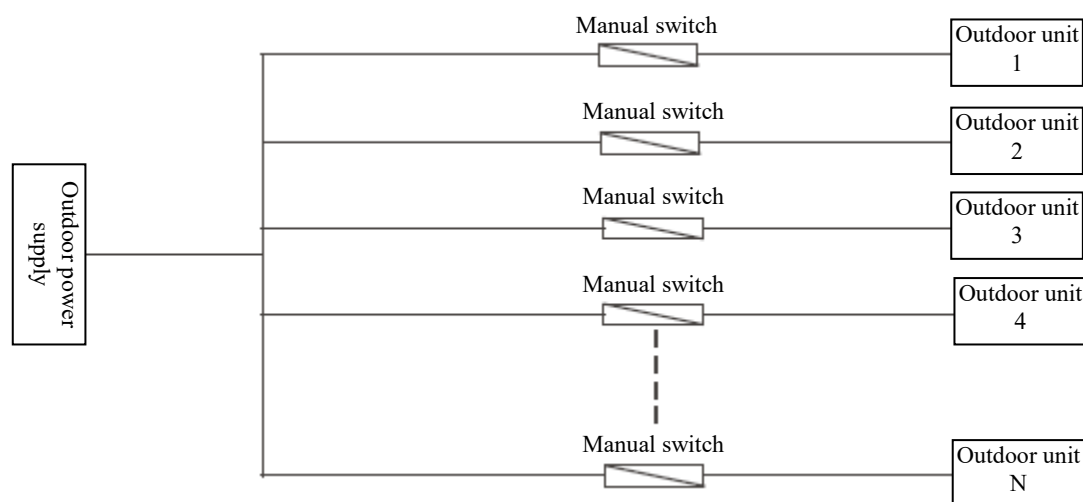 Manual switch
Outdoor unit
1
Manual switch
Outdoor unit
2
Manual switch
Outdoor unit
3
Outdoor power
supply
Manual switch
Outdoor unit
4
Manual switch
Outdoor unit
N